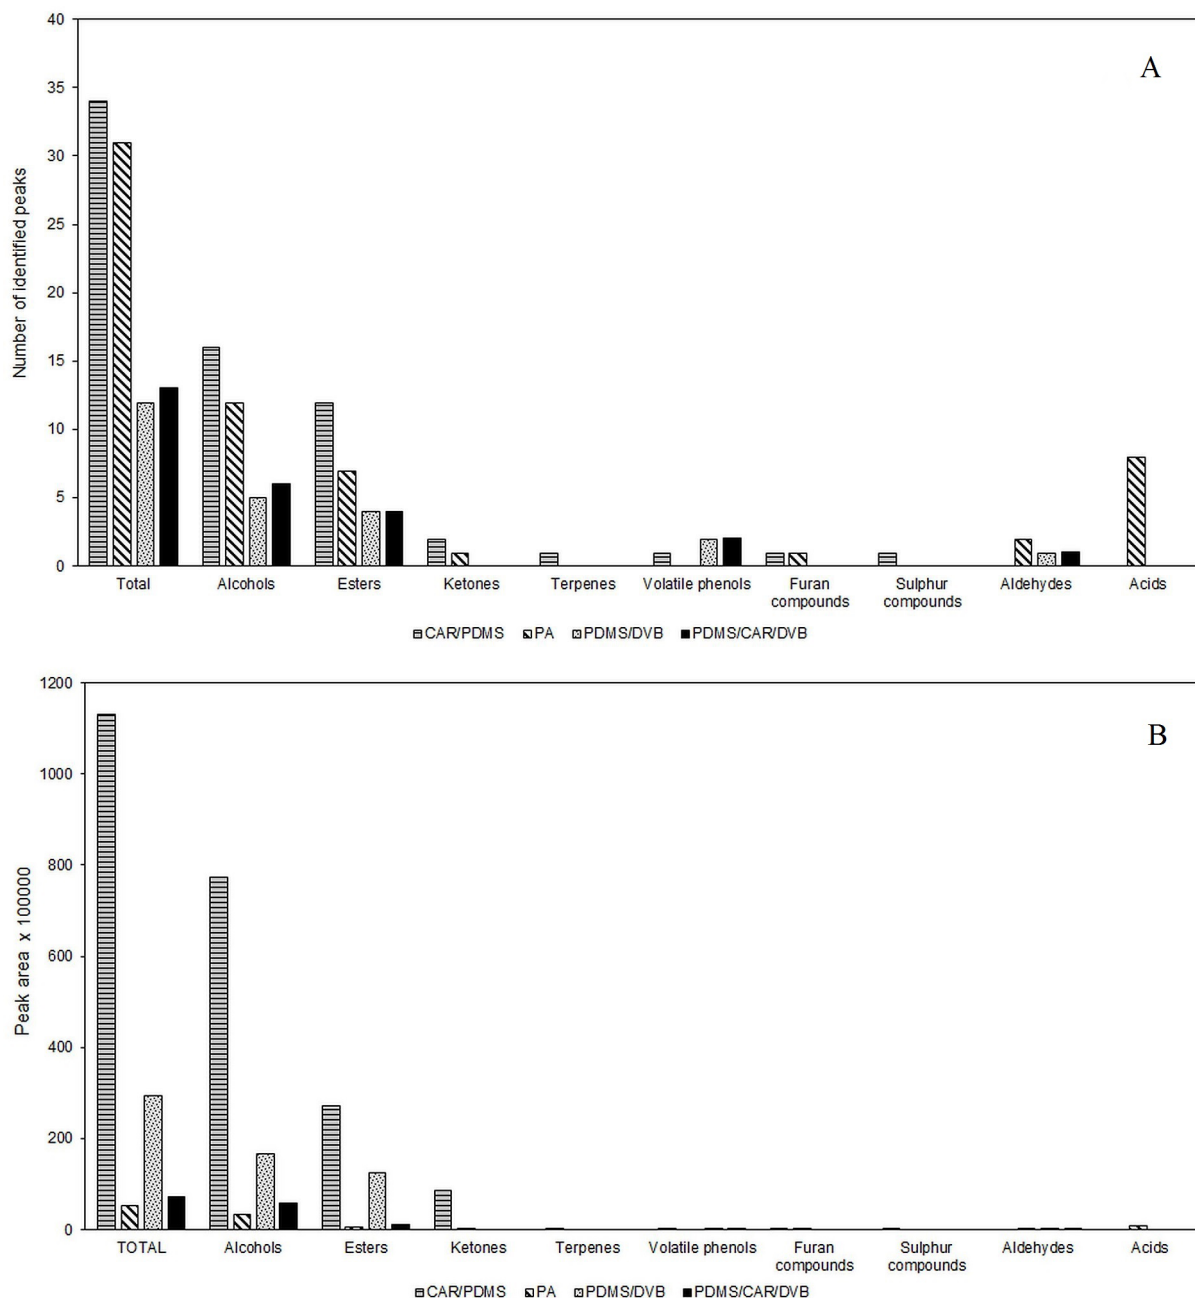 40
A
35
30
25
20
15
10
5
0
Number of identified peaks
Total Alcohols Esters Ketones Terpenes Volatile phenols Furan Sulphur Aldehydes Acids
compounds compounds
CAR/PDMS PA PDMS/DVB PDMS/CAR/DVB
1200
B
1000
800
600
400
200
0
Peak area x 100000
TOTAL Alcohols Esters Ketones Terpenes Volatile phenols Furan Sulphur Aldehydes Acids
compounds compounds
CAR/PDMS PA PDMS/DVB PDMS/CAR/DVB